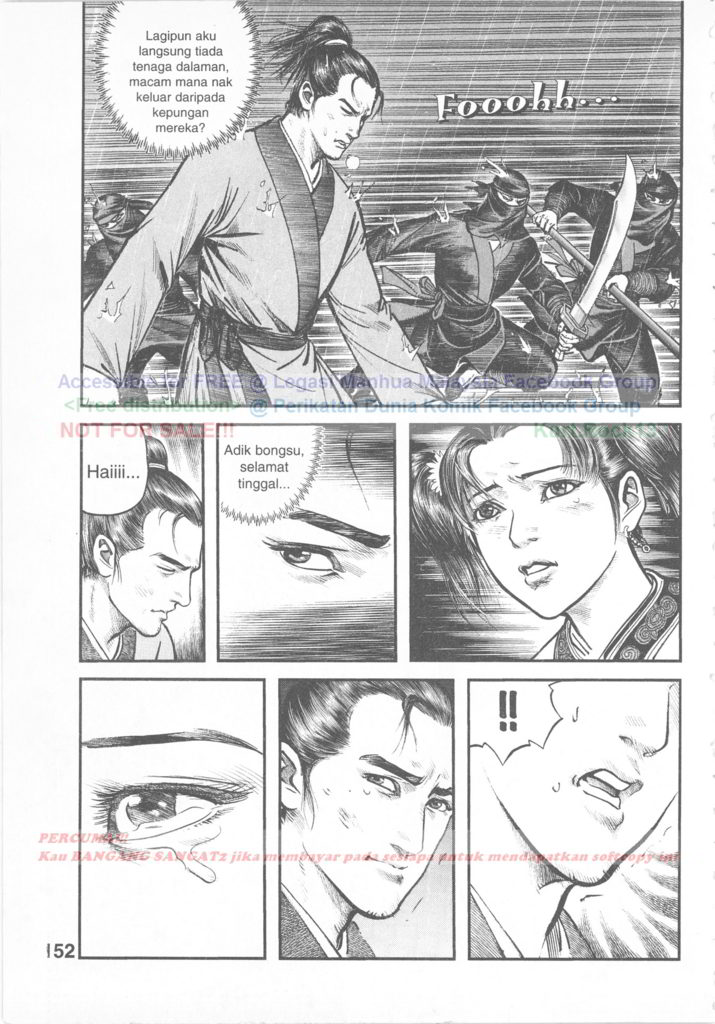 Lagipun aku
langsung tiada
tenaga dalaman,
macam mana nak
keluar daripada
kepungan
mereka?
Fooohh...
Accessible for FREE @ Legasi Manhua Malaysia Facebook Group
<Free distribution> @ Perikatan Dunia Komik Facebook Group
NOT FOR SALE!!!
Haiiii...
Adik bongsu,
selamat
tinggal...
!!
PERCUMA!!!
Kau BANGANG SANGATz jika membayar pada sesiapa untuk mendapatkan softcopy ini
152